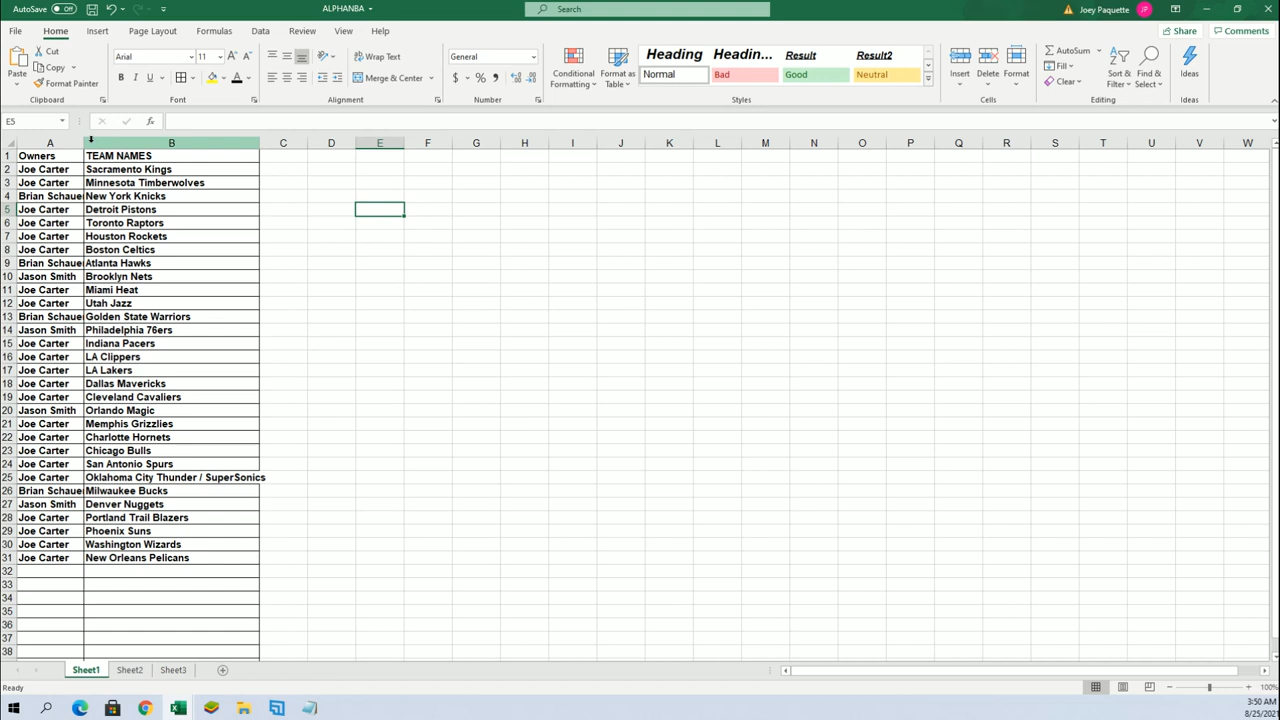 AutoSave Off ALPHANBA Search Joey Paquette JP
File Home Insert Page Layout Formulas Data Review View Help Share Comments
Cut Copy Format Painter Paste Clipboard
Arial 11 A A B I U A Font
ab Wrap Text Merge & Center Alignment
General $ % , Number
Conditional Formatting Format as Table
Heading Headin... Result Result2
Normal Bad Good Neutral
Styles
Insert Delete Format Cells
AutoSum Fill Clear Sort & Filter Find & Select Editing
Ideas Ideas
E5 fx
A B C D E F G H I J K L M N O P Q R S T U V W
1 Owners TEAM NAMES
2 Joe Carter Sacramento Kings
3 Joe Carter Minnesota Timberwolves
4 Brian Schaue New York Knicks
5 Joe Carter Detroit Pistons
6 Joe Carter Toronto Raptors
7 Joe Carter Houston Rockets
8 Joe Carter Boston Celtics
9 Brian Schaue Atlanta Hawks
10 Jason Smith Brooklyn Nets
11 Joe Carter Miami Heat
12 Joe Carter Utah Jazz
13 Brian Schaue Golden State Warriors
14 Jason Smith Philadelphia 76ers
15 Joe Carter Indiana Pacers
16 Joe Carter LA Clippers
17 Joe Carter LA Lakers
18 Joe Carter Dallas Mavericks
19 Joe Carter Cleveland Cavaliers
20 Jason Smith Orlando Magic
21 Joe Carter Memphis Grizzlies
22 Joe Carter Charlotte Hornets
23 Joe Carter Chicago Bulls
24 Joe Carter San Antonio Spurs
25 Joe Carter Oklahoma City Thunder / SuperSonics
26 Brian Schaue Milwaukee Bucks
27 Jason Smith Denver Nuggets
28 Joe Carter Portland Trail Blazers
29 Joe Carter Phoenix Suns
30 Joe Carter Washington Wizards
31 Joe Carter New Orleans Pelicans
32
33
34
35
36
37
38
Sheet1 Sheet2 Sheet3
Ready 100%
3:50 AM
8/25/2021